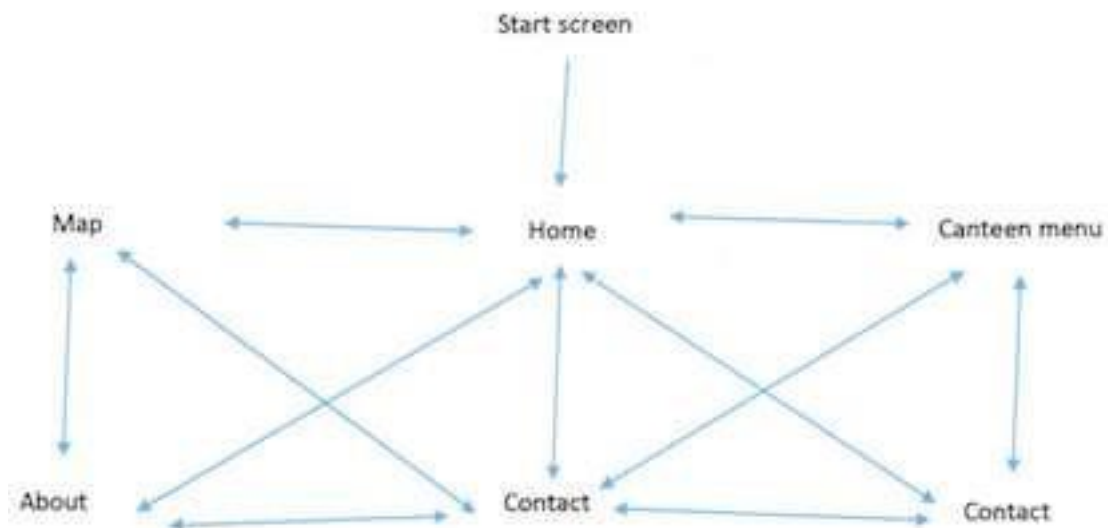 Start screen
Map
Home
Canteen menu
About
Contact
Contact